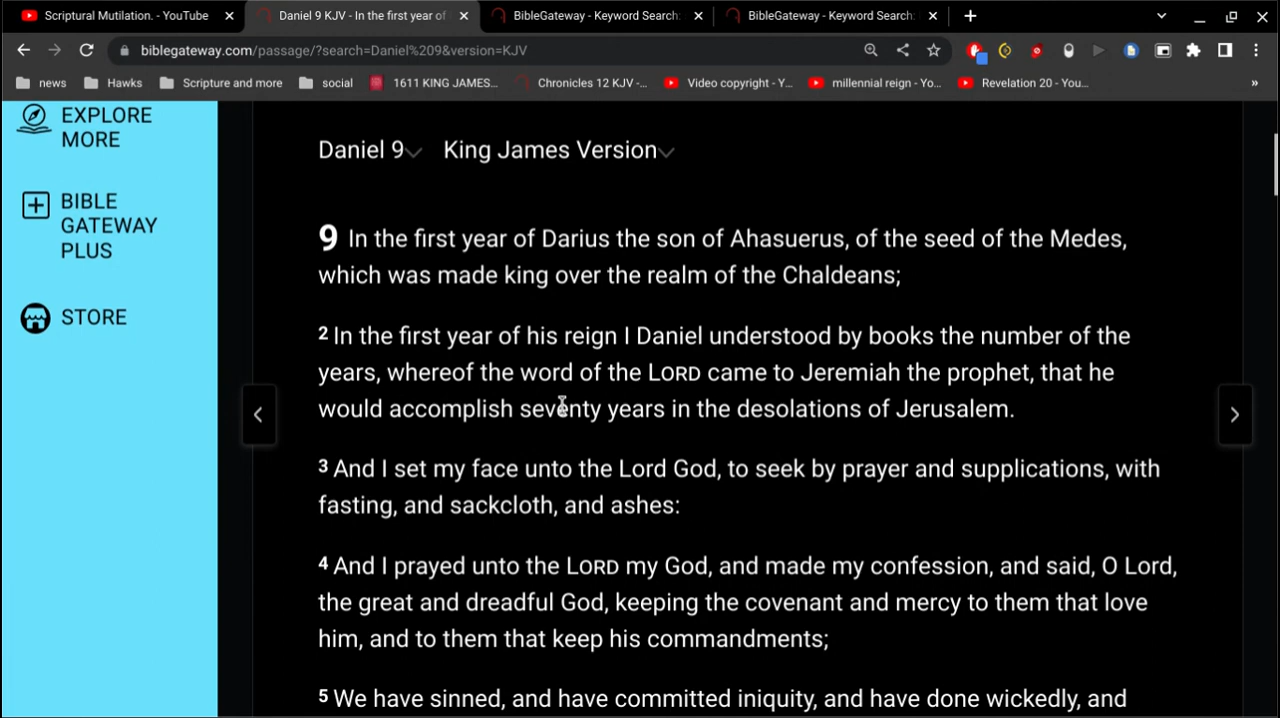 Scriptural Mutilation. - YouTube
Daniel 9 KJV - In the first year of
BibleGateway - Keyword Search:
BibleGateway - Keyword Search:
biblegateway.com/passage/?search=Daniel%209&version=KJV
news
Hawks
Scripture and more
social
1611 KING JAMES...
Chronicles 12 KJV -...
Video copyright - Y...
millennial reign - Yo...
Revelation 20 - You...
»
EXPLORE
MORE
BIBLE
GATEWAY
PLUS
STORE
Daniel 9 King James Version
9 In the first year of Darius the son of Ahasuerus, of the seed of the Medes,
which was made king over the realm of the Chaldeans;
2 In the first year of his reign I Daniel understood by books the number of the
years, whereof the word of the LORD came to Jeremiah the prophet, that he
would accomplish seventy years in the desolations of Jerusalem.
3 And I set my face unto the Lord God, to seek by prayer and supplications, with
fasting, and sackcloth, and ashes:
4 And I prayed unto the LORD my God, and made my confession, and said, O Lord,
the great and dreadful God, keeping the covenant and mercy to them that love
him, and to them that keep his commandments;
5 We have sinned, and have committed iniquity, and have done wickedly, and